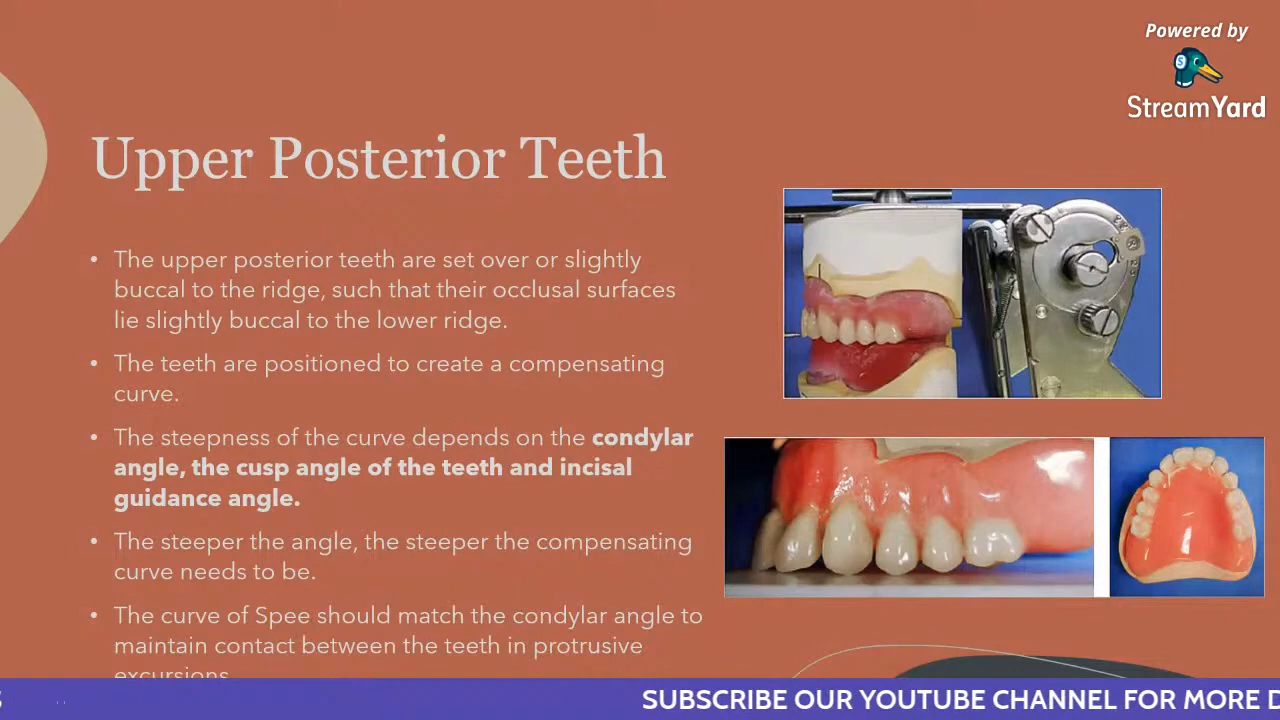 Powered by
StreamYard
Upper Posterior Teeth
• The upper posterior teeth are set over or slightly
buccal to the ridge, such that their occlusal surfaces
lie slightly buccal to the lower ridge.
• The teeth are positioned to create a compensating
curve.
• The steepness of the curve depends on the condylar
angle, the cusp angle of the teeth and incisal
guidance angle.
• The steeper the angle, the steeper the compensating
curve needs to be.
• The curve of Spee should match the condylar angle to
maintain contact between the teeth in protrusive
excursions
SUBSCRIBE OUR YOUTUBE CHANNEL FOR MORE